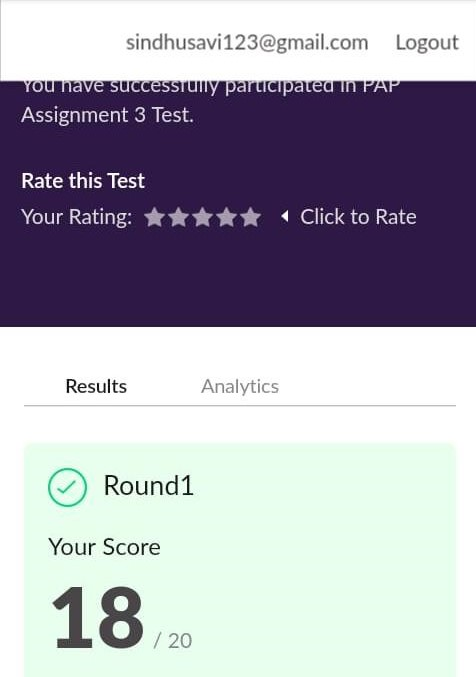 sindhusavi123@gmail.com Logout
You have successfully participated in PAP
Assignment 3 Test.
Rate this Test
Your Rating: Click to Rate
Results Analytics
Round1
Your Score
18 / 20